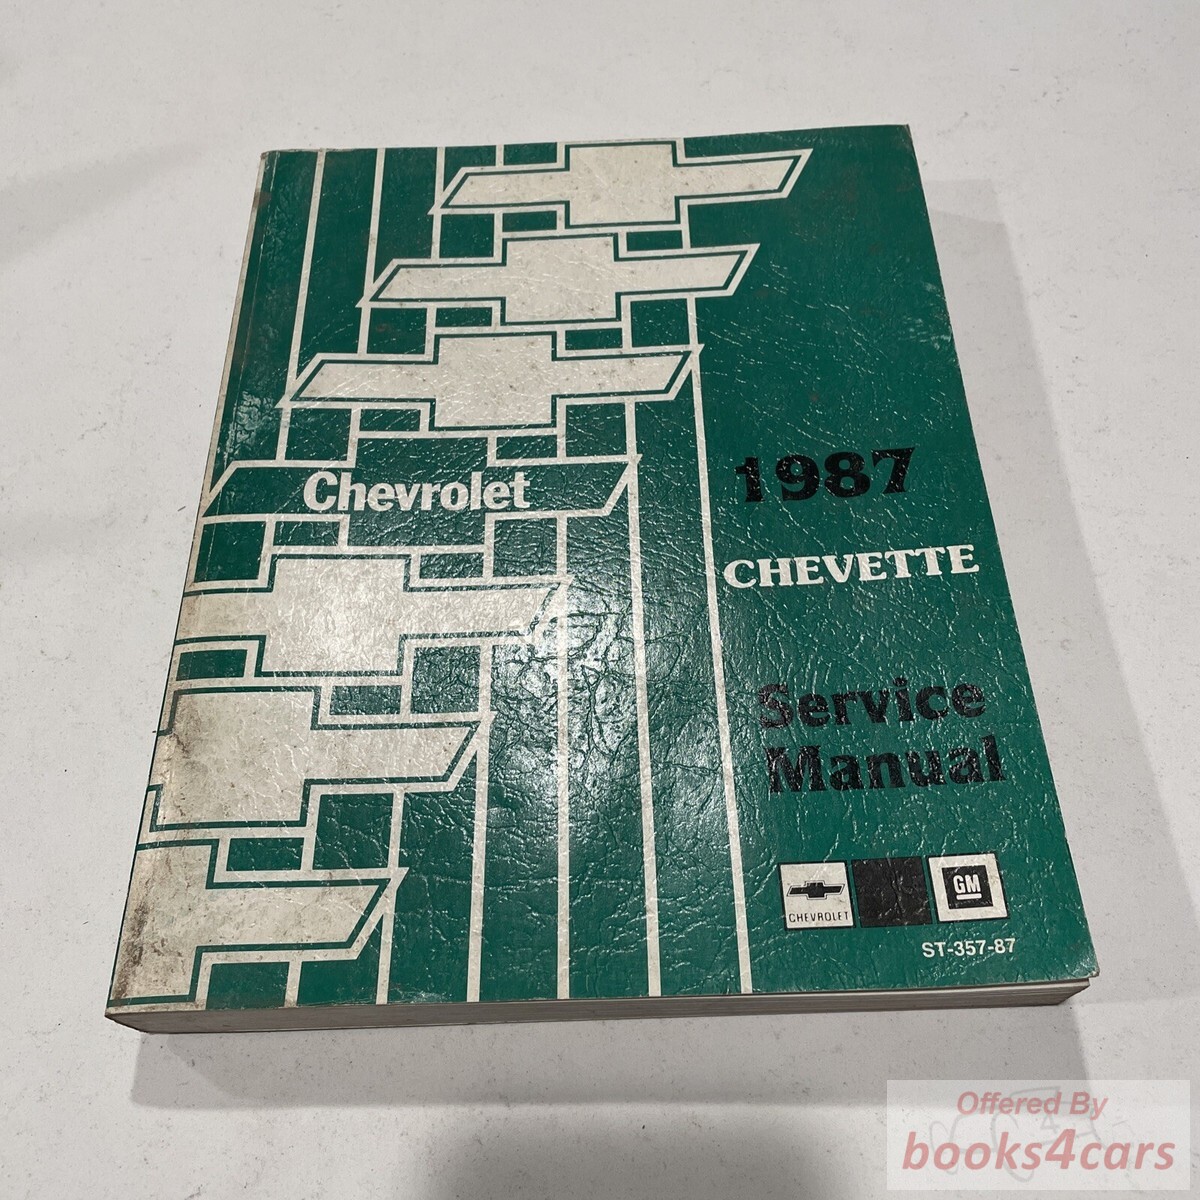 Chevrolet
1987
CHEVETTE
Service
Manual
CHEVROLET
GM
ST-357-87
Offered By
books4cars